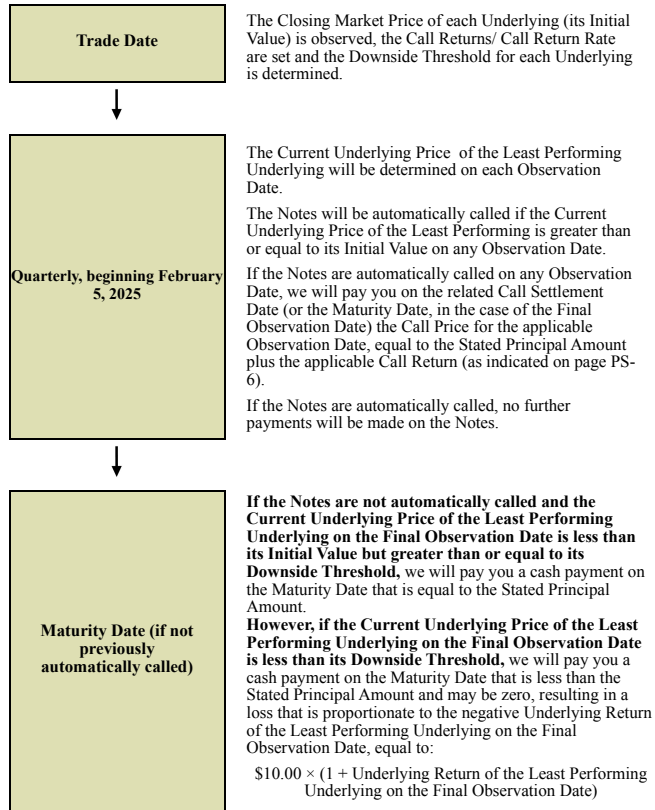 Trade Date
The Closing Market Price of each Underlying (its Initial
Value) is observed, the Call Returns/ Call Return Rate
are set and the Downside Threshold for each Underlying
is determined.
Quarterly, beginning February
5, 2025
The Current Underlying Price of the Least Performing
Underlying will be determined on each Observation
Date.
The Notes will be automatically called if the Current
Underlying Price of the Least Performing is greater than
or equal to its Initial Value on any Observation Date.
If the Notes are automatically called on any Observation
Date, we will pay you on the related Call Settlement
Date (or the Maturity Date, in the case of the Final
Observation Date) the Call Price for the applicable
Observation Date, equal to the Stated Principal Amount
plus the applicable Call Return (as indicated on page PS-
6).
If the Notes are automatically called, no further
payments will be made on the Notes.
Maturity Date (if not
previously
automatically called)
If the Notes are not automatically called and the
Current Underlying Price of the Least Performing
Underlying on the Final Observation Date is less than
its Initial Value but greater than or equal to its
Downside Threshold, we will pay you a cash payment on
the Maturity Date that is equal to the Stated Principal
Amount.
However, if the Current Underlying Price of the Least
Performing Underlying on the Final Observation Date
is less than its Downside Threshold, we will pay you a
cash payment on the Maturity Date that is less than the
Stated Principal Amount and may be zero, resulting in a
loss that is proportionate to the negative Underlying Return
of the Least Performing Underlying on the Final
Observation Date, equal to:
$10.00 × (1 + Underlying Return of the Least Performing
Underlying on the Final Observation Date)